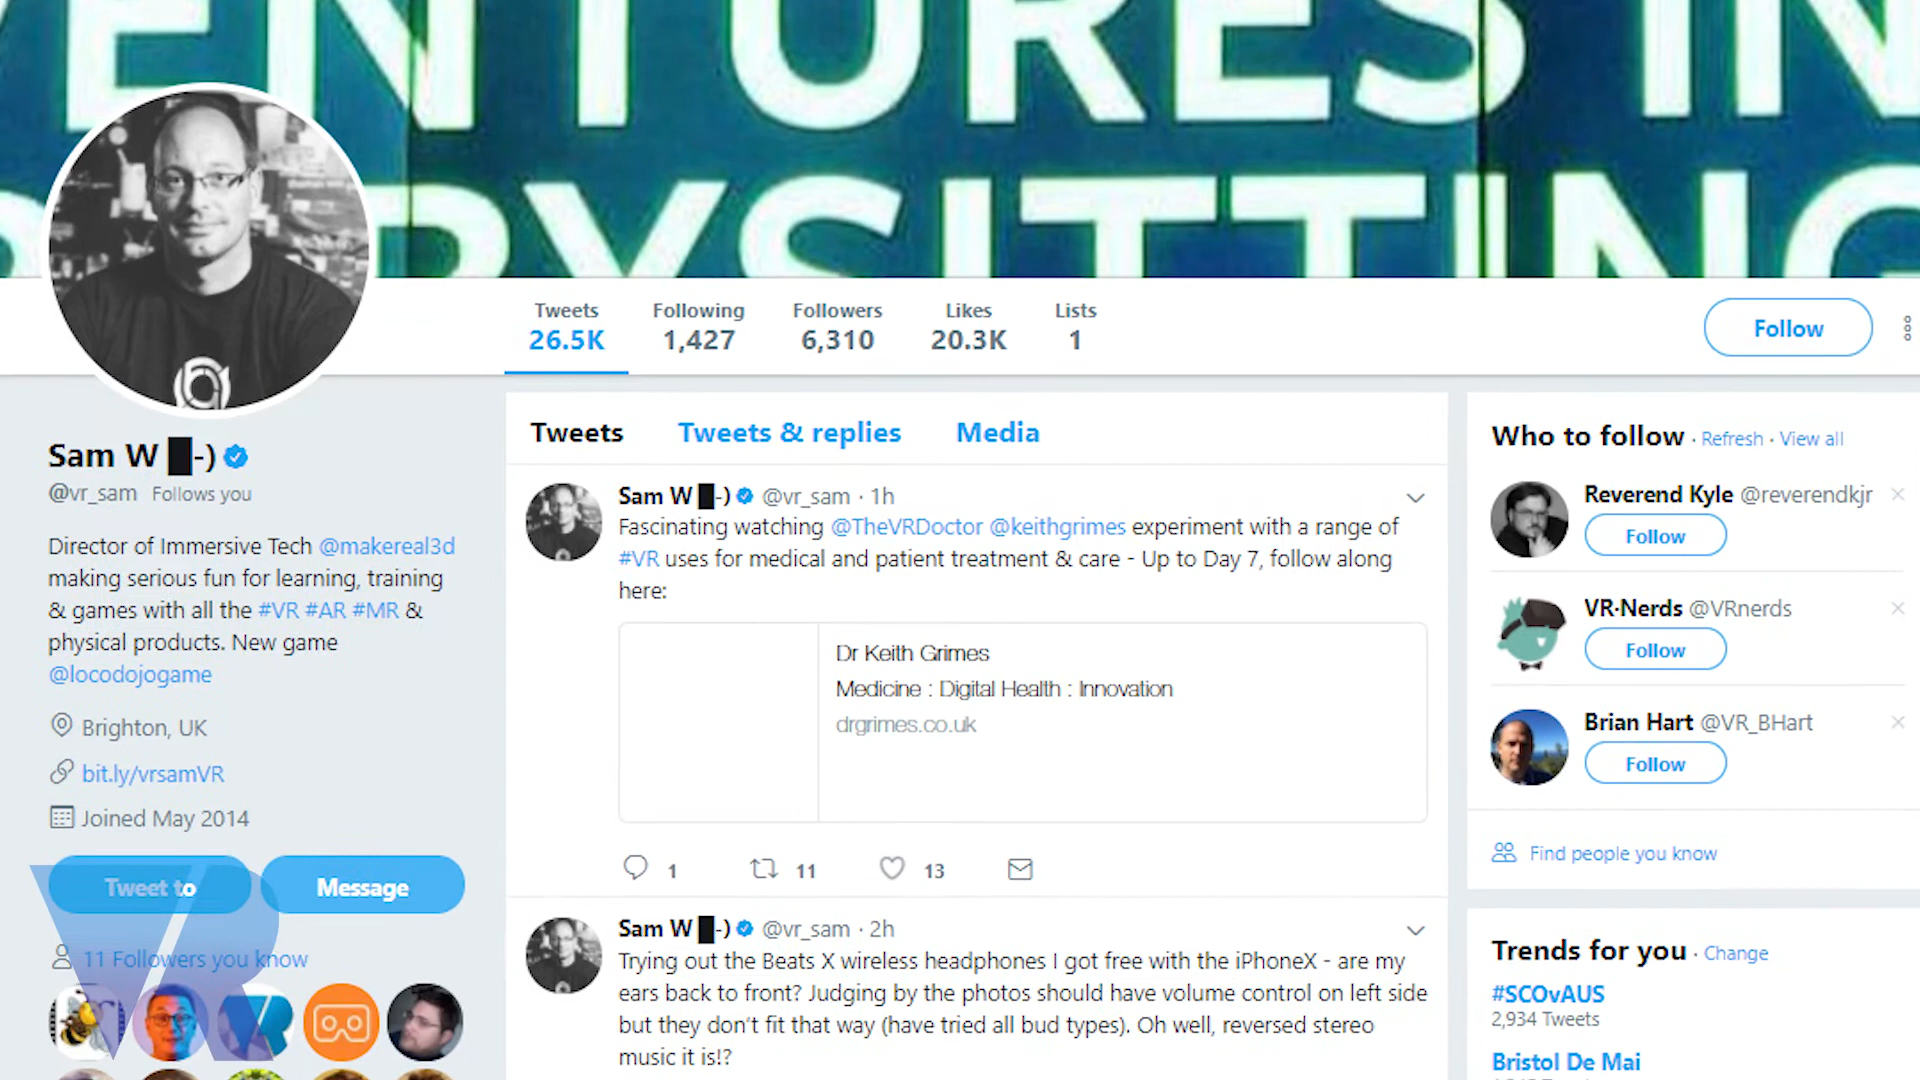 ENTURES IN
BYSITTING
Tweets
26.5K
Following
1,427
Followers
6,310
Likes
20.3K
Lists
1
Follow
Sam W █-)
@vr_sam Follows you
Director of Immersive Tech @makereal3d
making serious fun for learning, training
& games with all the #VR #AR #MR &
physical products. New game
@locodojogame
Brighton, UK
bit.ly/vrsamVR
Joined May 2014
Tweet to
Message
11 Followers you know
VR
Tweets
Tweets & replies
Media
Sam W █-) @vr_sam · 1h
Fascinating watching @TheVRDoctor @keithgrimes experiment with a range of
#VR uses for medical and patient treatment & care - Up to Day 7, follow along
here:
Dr Keith Grimes
Medicine : Digital Health : Innovation
drgrimes.co.uk
1
11
13
Sam W █-) @vr_sam · 2h
Trying out the Beats X wireless headphones I got free with the iPhoneX - are my
ears back to front? Judging by the photos should have volume control on left side
but they don't fit that way (have tried all bud types). Oh well, reversed stereo
music it is!?
Who to follow · Refresh · View all
Reverend Kyle @reverendkjr
Follow
VR·Nerds @VRnerds
Follow
Brian Hart @VR_BHart
Follow
Find people you know
Trends for you · Change
#SCOvAUS
2,934 Tweets
Bristol De Mai